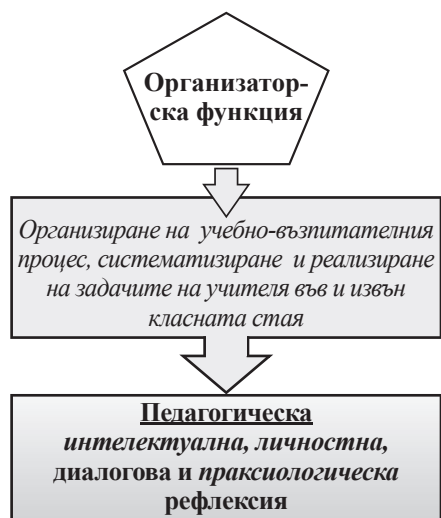 Организатор-
ска функция
Организиране на учебно-възпитателния
процес, систематизиране и реализиране
на задачите на учителя във и извън
класната стая
Педагогическа
интелектуална, личностна,
диалогова и праксиологическа
рефлексия